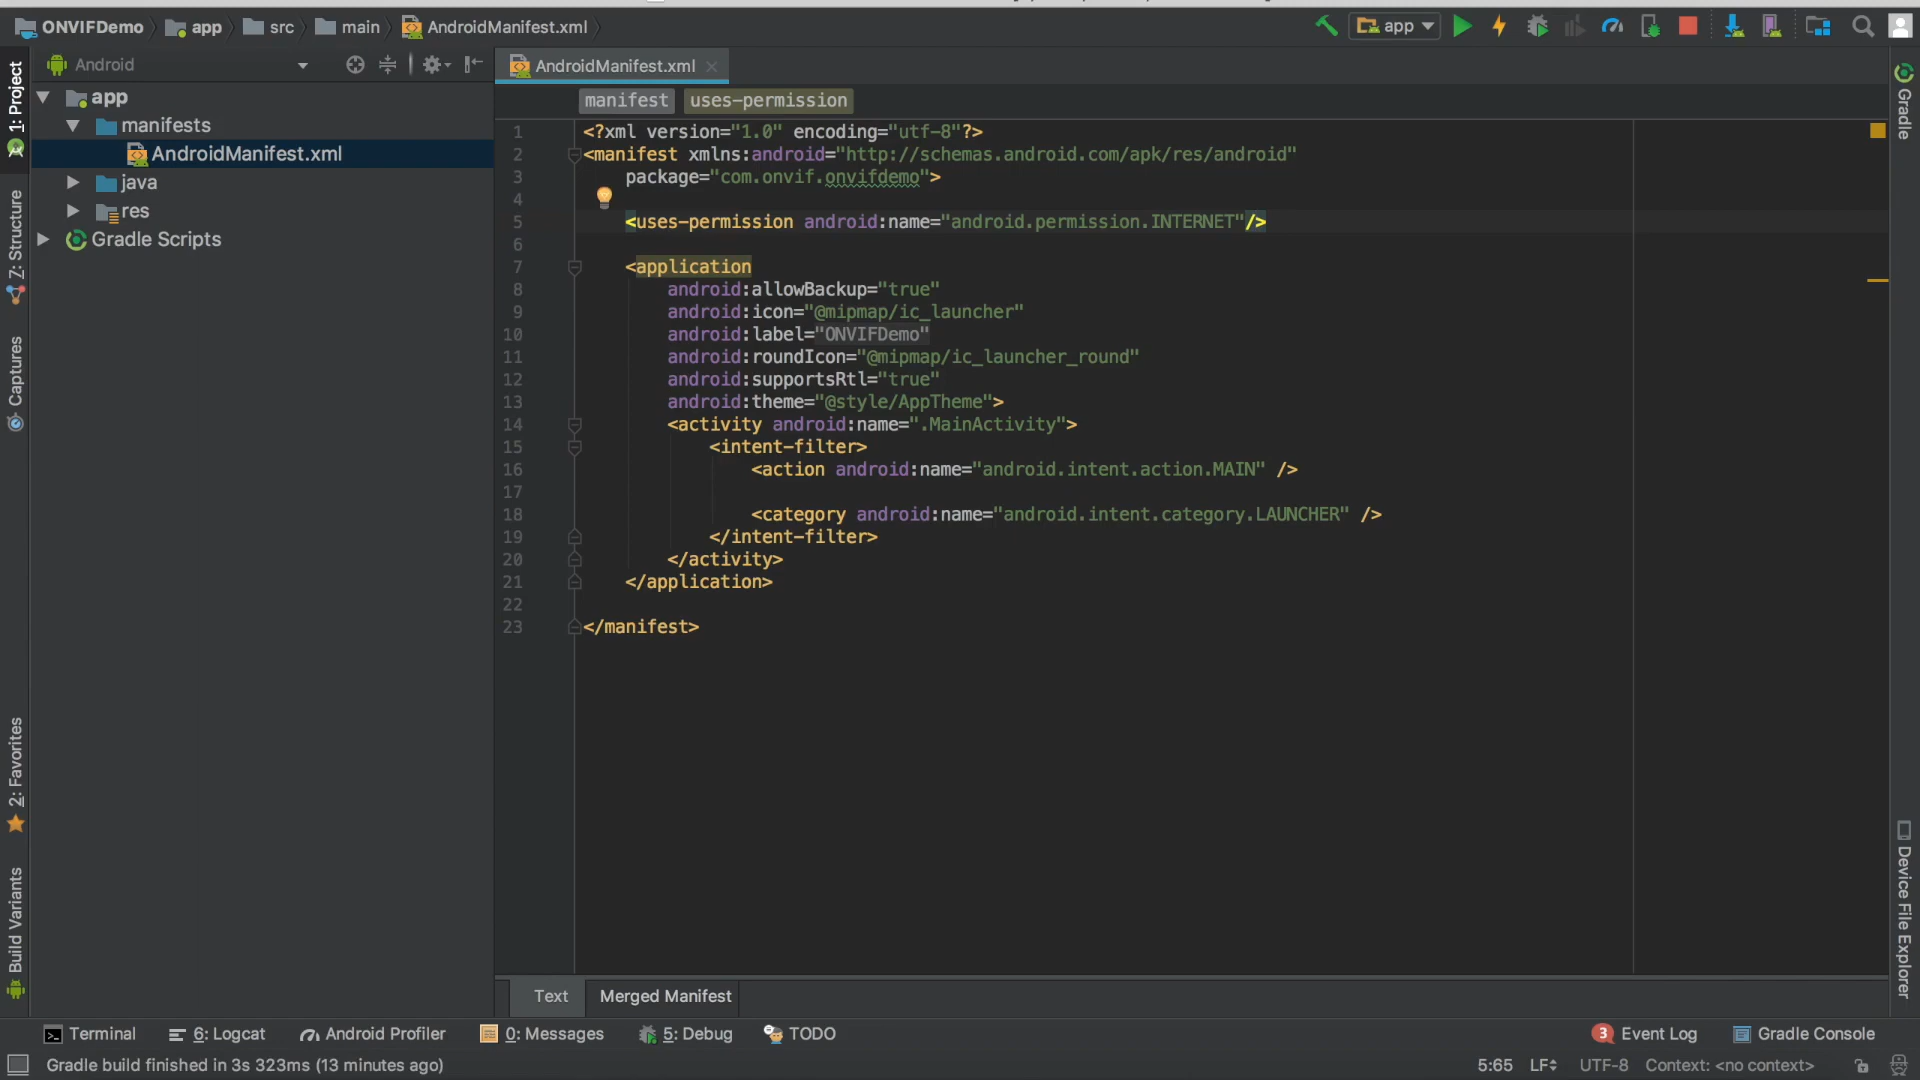 ONVIFDemo app src main AndroidManifest.xml app
Android
AndroidManifest.xml
1: Project
Z: Structure
Captures
2: Favorites
Build Variants
app
manifests
AndroidManifest.xml
java
res
Gradle Scripts
manifest uses-permission
1 <?xml version="1.0" encoding="utf-8"?>
2 <manifest xmlns:android="http://schemas.android.com/apk/res/android"
3 package="com.onvif.onvifdemo">
4
5 <uses-permission android:name="android.permission.INTERNET"/>
6
7 <application
8 android:allowBackup="true"
9 android:icon="@mipmap/ic_launcher"
10 android:label="ONVIFDemo"
11 android:roundIcon="@mipmap/ic_launcher_round"
12 android:supportsRtl="true"
13 android:theme="@style/AppTheme">
14 <activity android:name=".MainActivity">
15 <intent-filter>
16 <action android:name="android.intent.action.MAIN" />
17
18 <category android:name="android.intent.category.LAUNCHER" />
19 </intent-filter>
20 </activity>
21 </application>
22
23 </manifest>
Gradle
Device File Explorer
Text Merged Manifest
Terminal 6: Logcat Android Profiler 0: Messages 5: Debug TODO 3 Event Log Gradle Console
Gradle build finished in 3s 323ms (13 minutes ago) 5:65 LF UTF-8 Context: <no context>